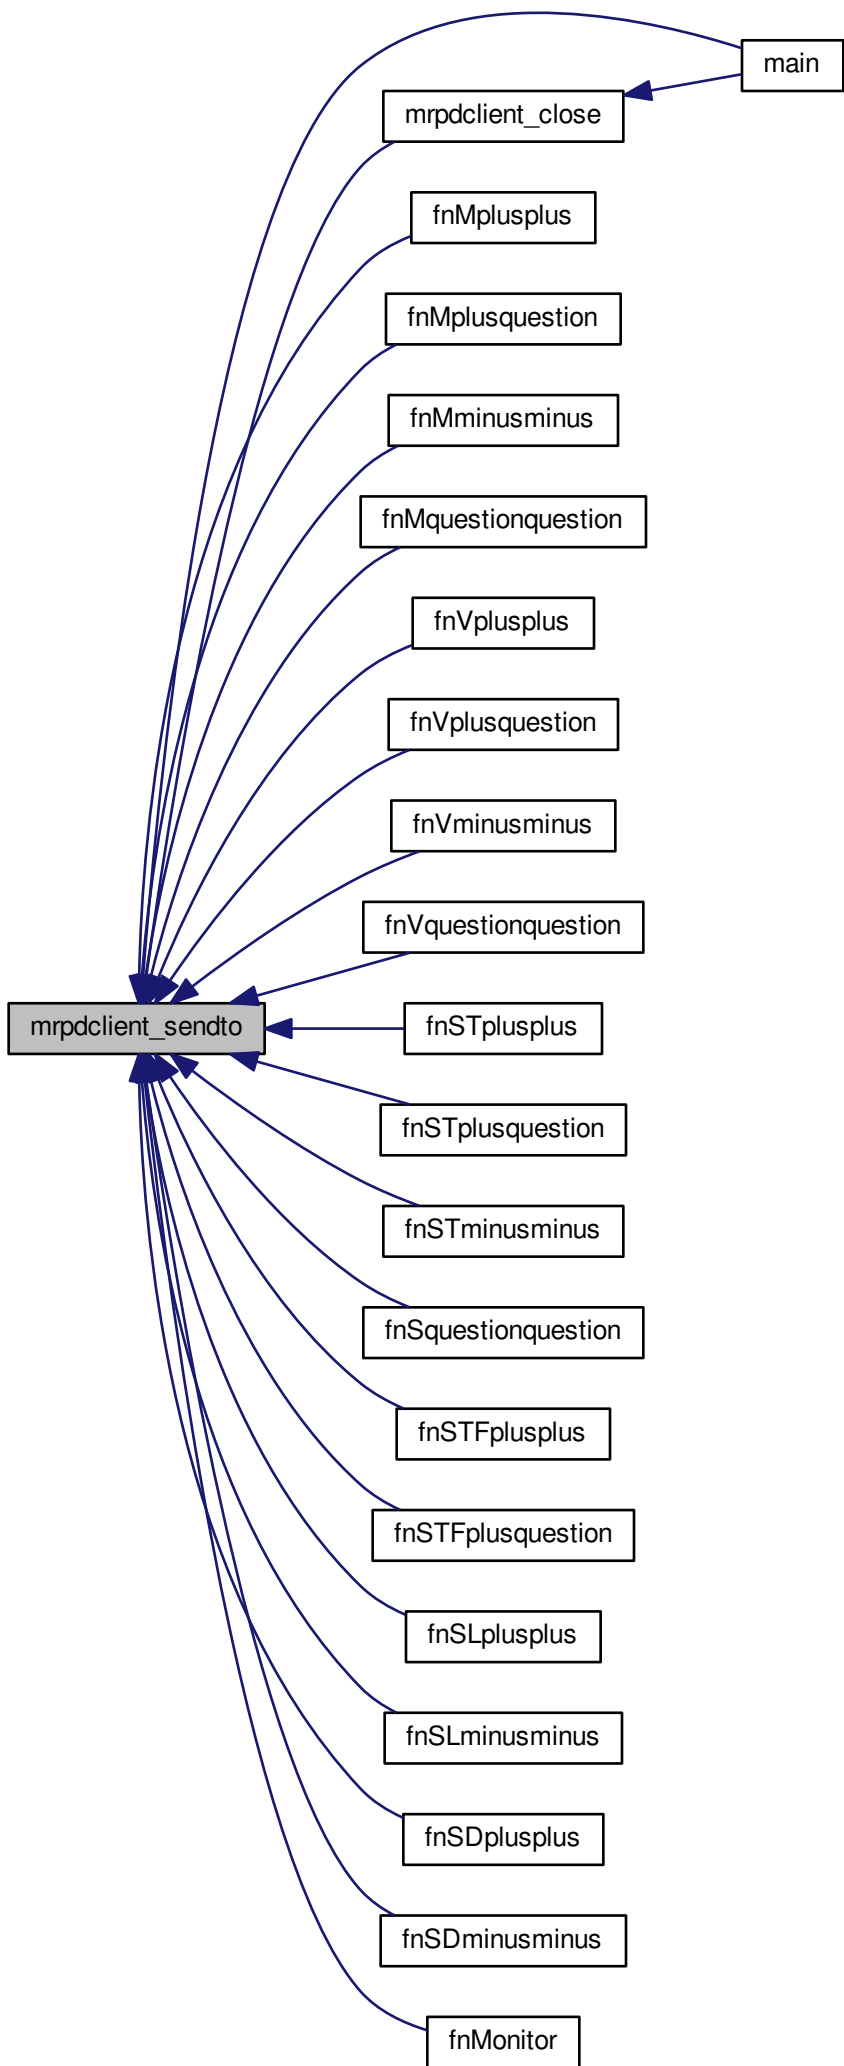 main
mrpdclient_close
fnMplusplus
fnMplusquestion
fnMminusminus
fnMquestionquestion
fnVplusplus
fnVplusquestion
fnVminusminus
fnVquestionquestion
mrpdclient_sendto
fnSTplusplus
fnSTplusquestion
fnSTminusminus
fnSquestionquestion
fnSTFplusplus
fnSTFplusquestion
fnSLplusplus
fnSLminusminus
fnSDplusplus
fnSDminusminus
fnMonitor